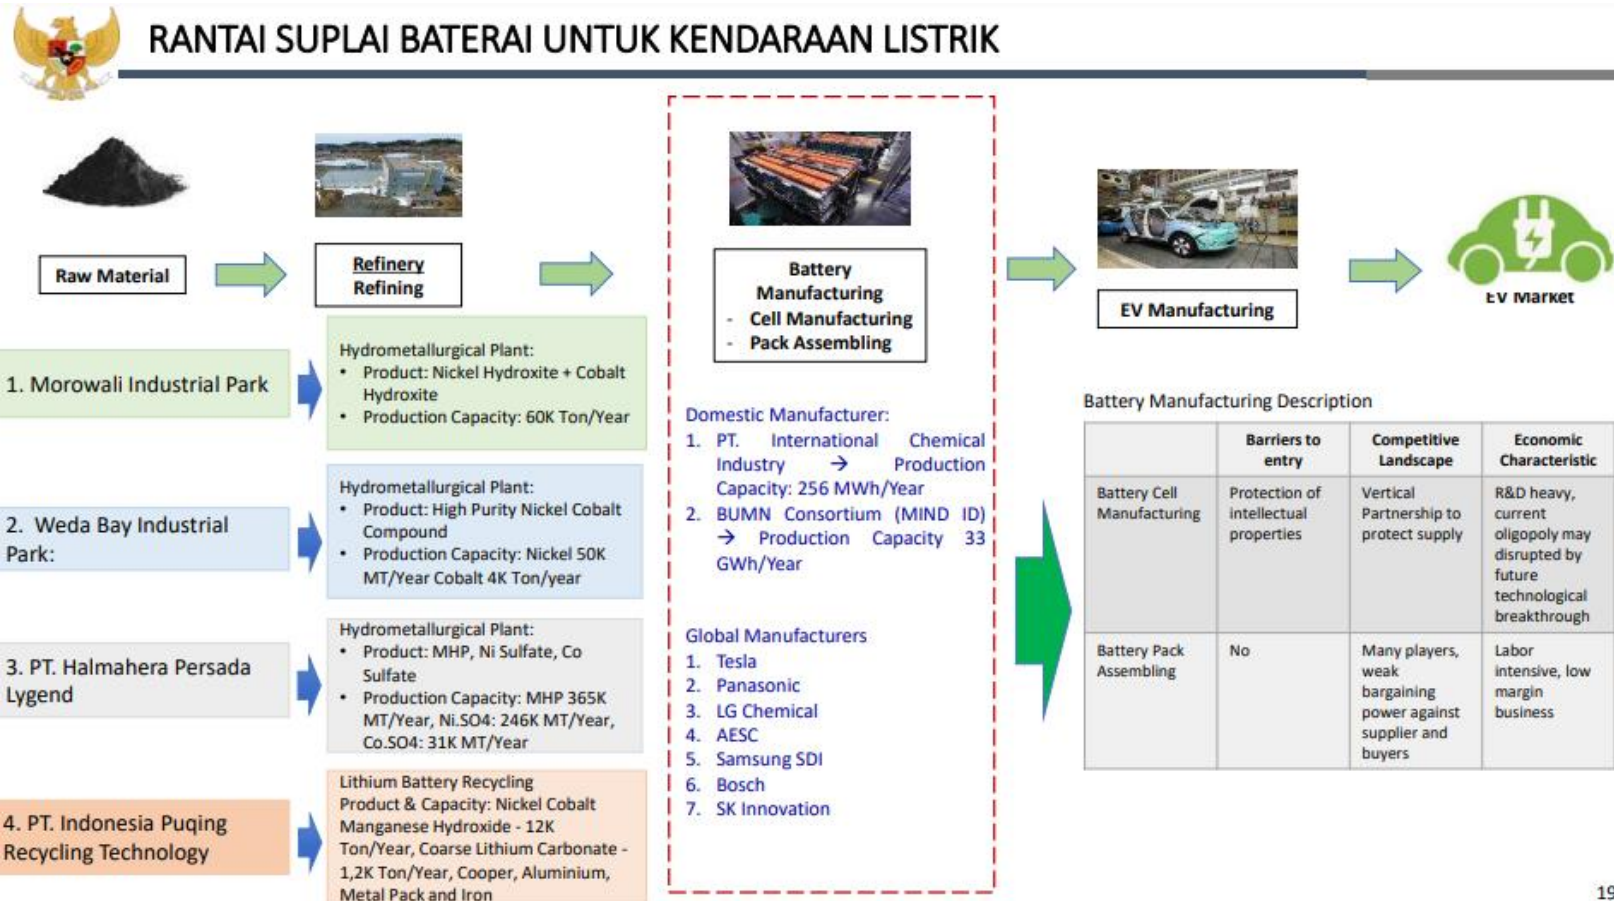 RANTAI SUPLAI BATERAI UNTUK KENDARAAN LISTRIK
Raw Material
Refinery
Refining
Battery
Manufacturing
- Cell Manufacturing
- Pack Assembling
EV Manufacturing
EV Market
1. Morowali Industrial Park
Hydrometallurgical Plant:
• Product: Nickel Hydroxite + Cobalt
Hydroxite
• Production Capacity: 60K Ton/Year
2. Weda Bay Industrial
Park:
Hydrometallurgical Plant:
• Product: High Purity Nickel Cobalt
Compound
• Production Capacity: Nickel 50K
MT/Year Cobalt 4K Ton/year
3. PT. Halmahera Persada
Lygend
Hydrometallurgical Plant:
• Product: MHP, Ni Sulfate, Co
Sulfate
• Production Capacity: MHP 365K
MT/Year, Ni.SO4: 246K MT/Year,
Co.SO4: 31K MT/Year
4. PT. Indonesia Puqing
Recycling Technology
Lithium Battery Recycling
Product & Capacity: Nickel Cobalt
Manganese Hydroxide - 12K
Ton/Year, Coarse Lithium Carbonate -
1,2K Ton/Year, Cooper, Aluminium,
Metal Pack and Iron
Domestic Manufacturer:
1. PT. International Chemical
Industry → Production
Capacity: 256 MWh/Year
2. BUMN Consortium (MIND ID)
→ Production Capacity 33
GWh/Year
Global Manufacturers
1. Tesla
2. Panasonic
3. LG Chemical
4. AESC
5. Samsung SDI
6. Bosch
7. SK Innovation
Battery Manufacturing Description
Barriers to
entry
Competitive
Landscape
Economic
Characteristic
Battery Cell
Manufacturing
Protection of
intellectual
properties
Vertical
Partnership to
protect supply
R&D heavy,
current
oligopoly may
disrupted by
future
technological
breakthrough
Battery Pack
Assembling
No
Many players,
weak
bargaining
power against
supplier and
buyers
Labor
intensive, low
margin
business
19